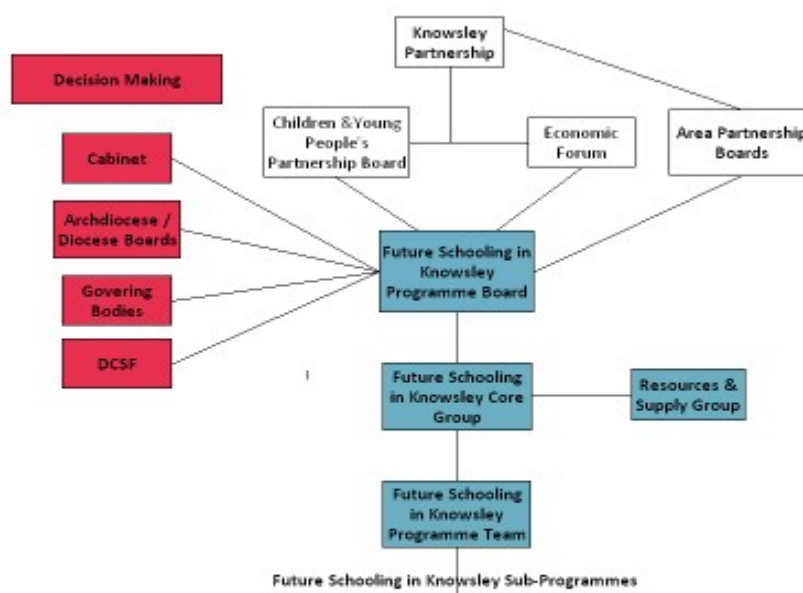 Knowsley
Partnership
Decision Making
Children &Young
People's
Partnership Board
Economic
Forum
Area Partnership
Boards
Cabinet
Archdiocese /
Diocese Boards
Govering
Bodies
DCSF
Future Schooling in
Knowsley
Programme Board
Future Schooling
in Knowsley Core
Group
Resources &
Supply Group
Future Schooling
in Knowsley
Programme Team
Future Schooling in Knowsley Sub-Programmes